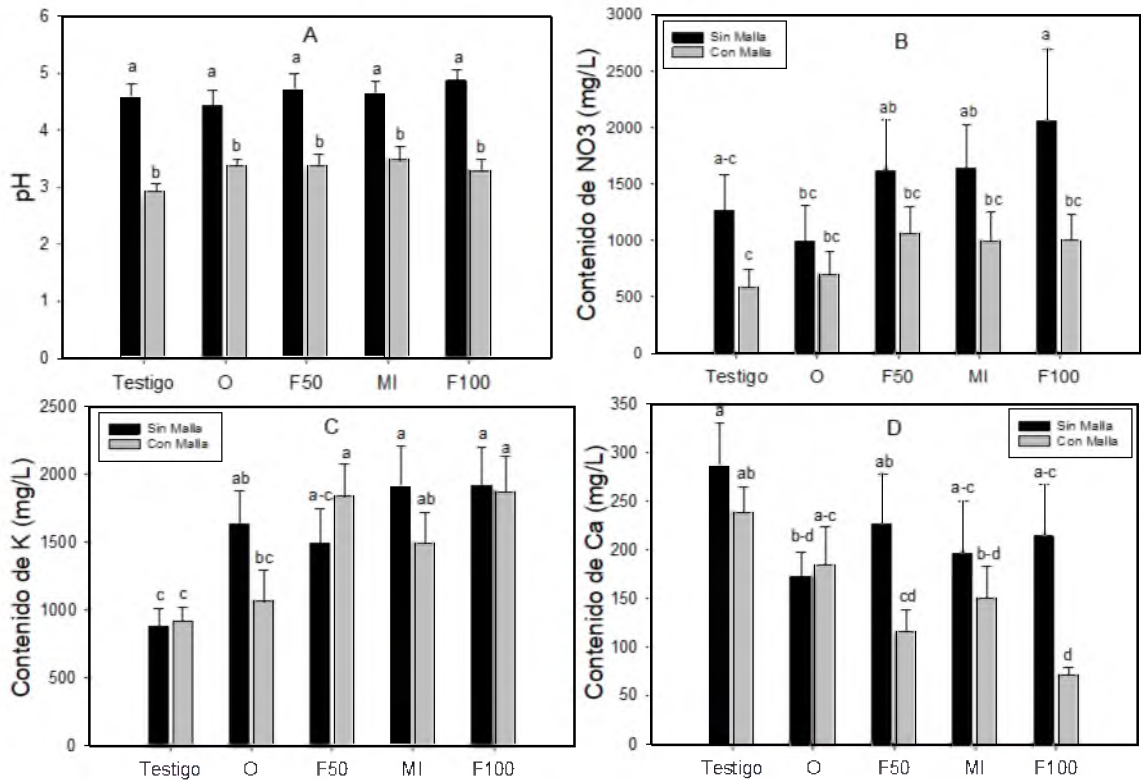 A
pH
6
5
4
3
2
1
0
a
b
a
b
a
b
a
b
a
b
Testigo O F50 MI F100
B
Sin Malla
Con Malla
Contenido de NO3 (mg/L)
3000
2500
2000
1500
1000
500
0
a-c
c
bc
bc
ab
bc
ab
bc
a
bc
Testigo O F50 MI F100
C
Sin Malla
Con Malla
Contenido de K (mg/L)
2500
2000
1500
1000
500
0
c
c
ab
bc
a-c
a
a
ab
a
a
Testigo O F50 MI F100
D
Sin Malla
Con Malla
Contenido de Ca (mg/L)
350
300
250
200
150
100
50
0
a
ab
b-d
a-c
ab
cd
a-c
b-d
a-c
d
Testigo O F50 MI F100